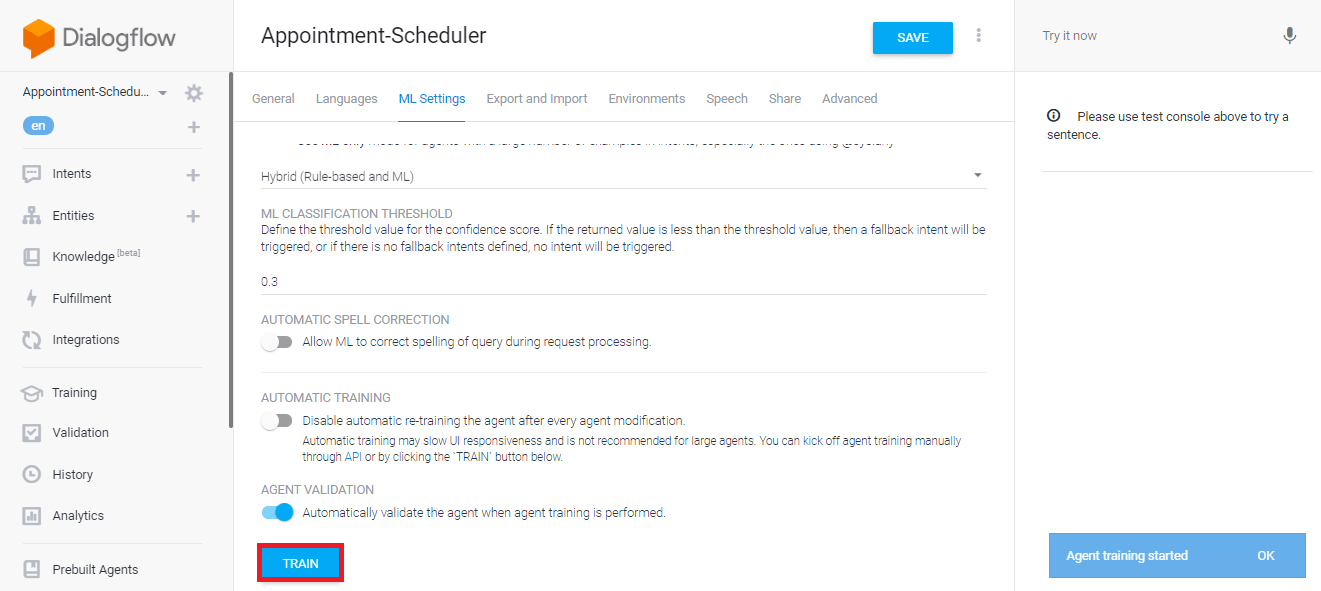 Dialogflow
Appointment-Schedu...
en
Intents
Entities
Knowledge [beta]
Fulfillment
Integrations
Training
Validation
History
Analytics
Prebuilt Agents
Appointment-Scheduler
SAVE
General Languages ML Settings Export and Import Environments Speech Share Advanced
Hybrid (Rule-based and ML)
ML CLASSIFICATION THRESHOLD
Define the threshold value for the confidence score. If the returned value is less than the threshold value, then a fallback intent will be
triggered, or if there is no fallback intents defined, no intent will be triggered.
0.3
AUTOMATIC SPELL CORRECTION
Allow ML to correct spelling of query during request processing.
AUTOMATIC TRAINING
Disable automatic re-training the agent after every agent modification.
Automatic training may slow UI responsiveness and is not recommended for large agents. You can kick off agent training manually
through API or by clicking the `TRAIN` button below.
AGENT VALIDATION
Automatically validate the agent when agent training is performed.
TRAIN
Try it now
Please use test console above to try a
sentence.
Agent training started OK